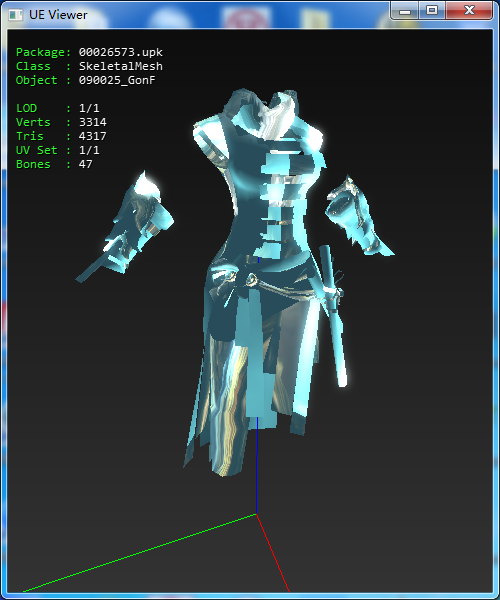 UE Viewer
Package: 00026573.upk
Class : SkeletalMesh
Object : 090025_GonF
LOD : 1/1
Verts : 3314
Tris : 4317
UV Set : 1/1
Bones : 47